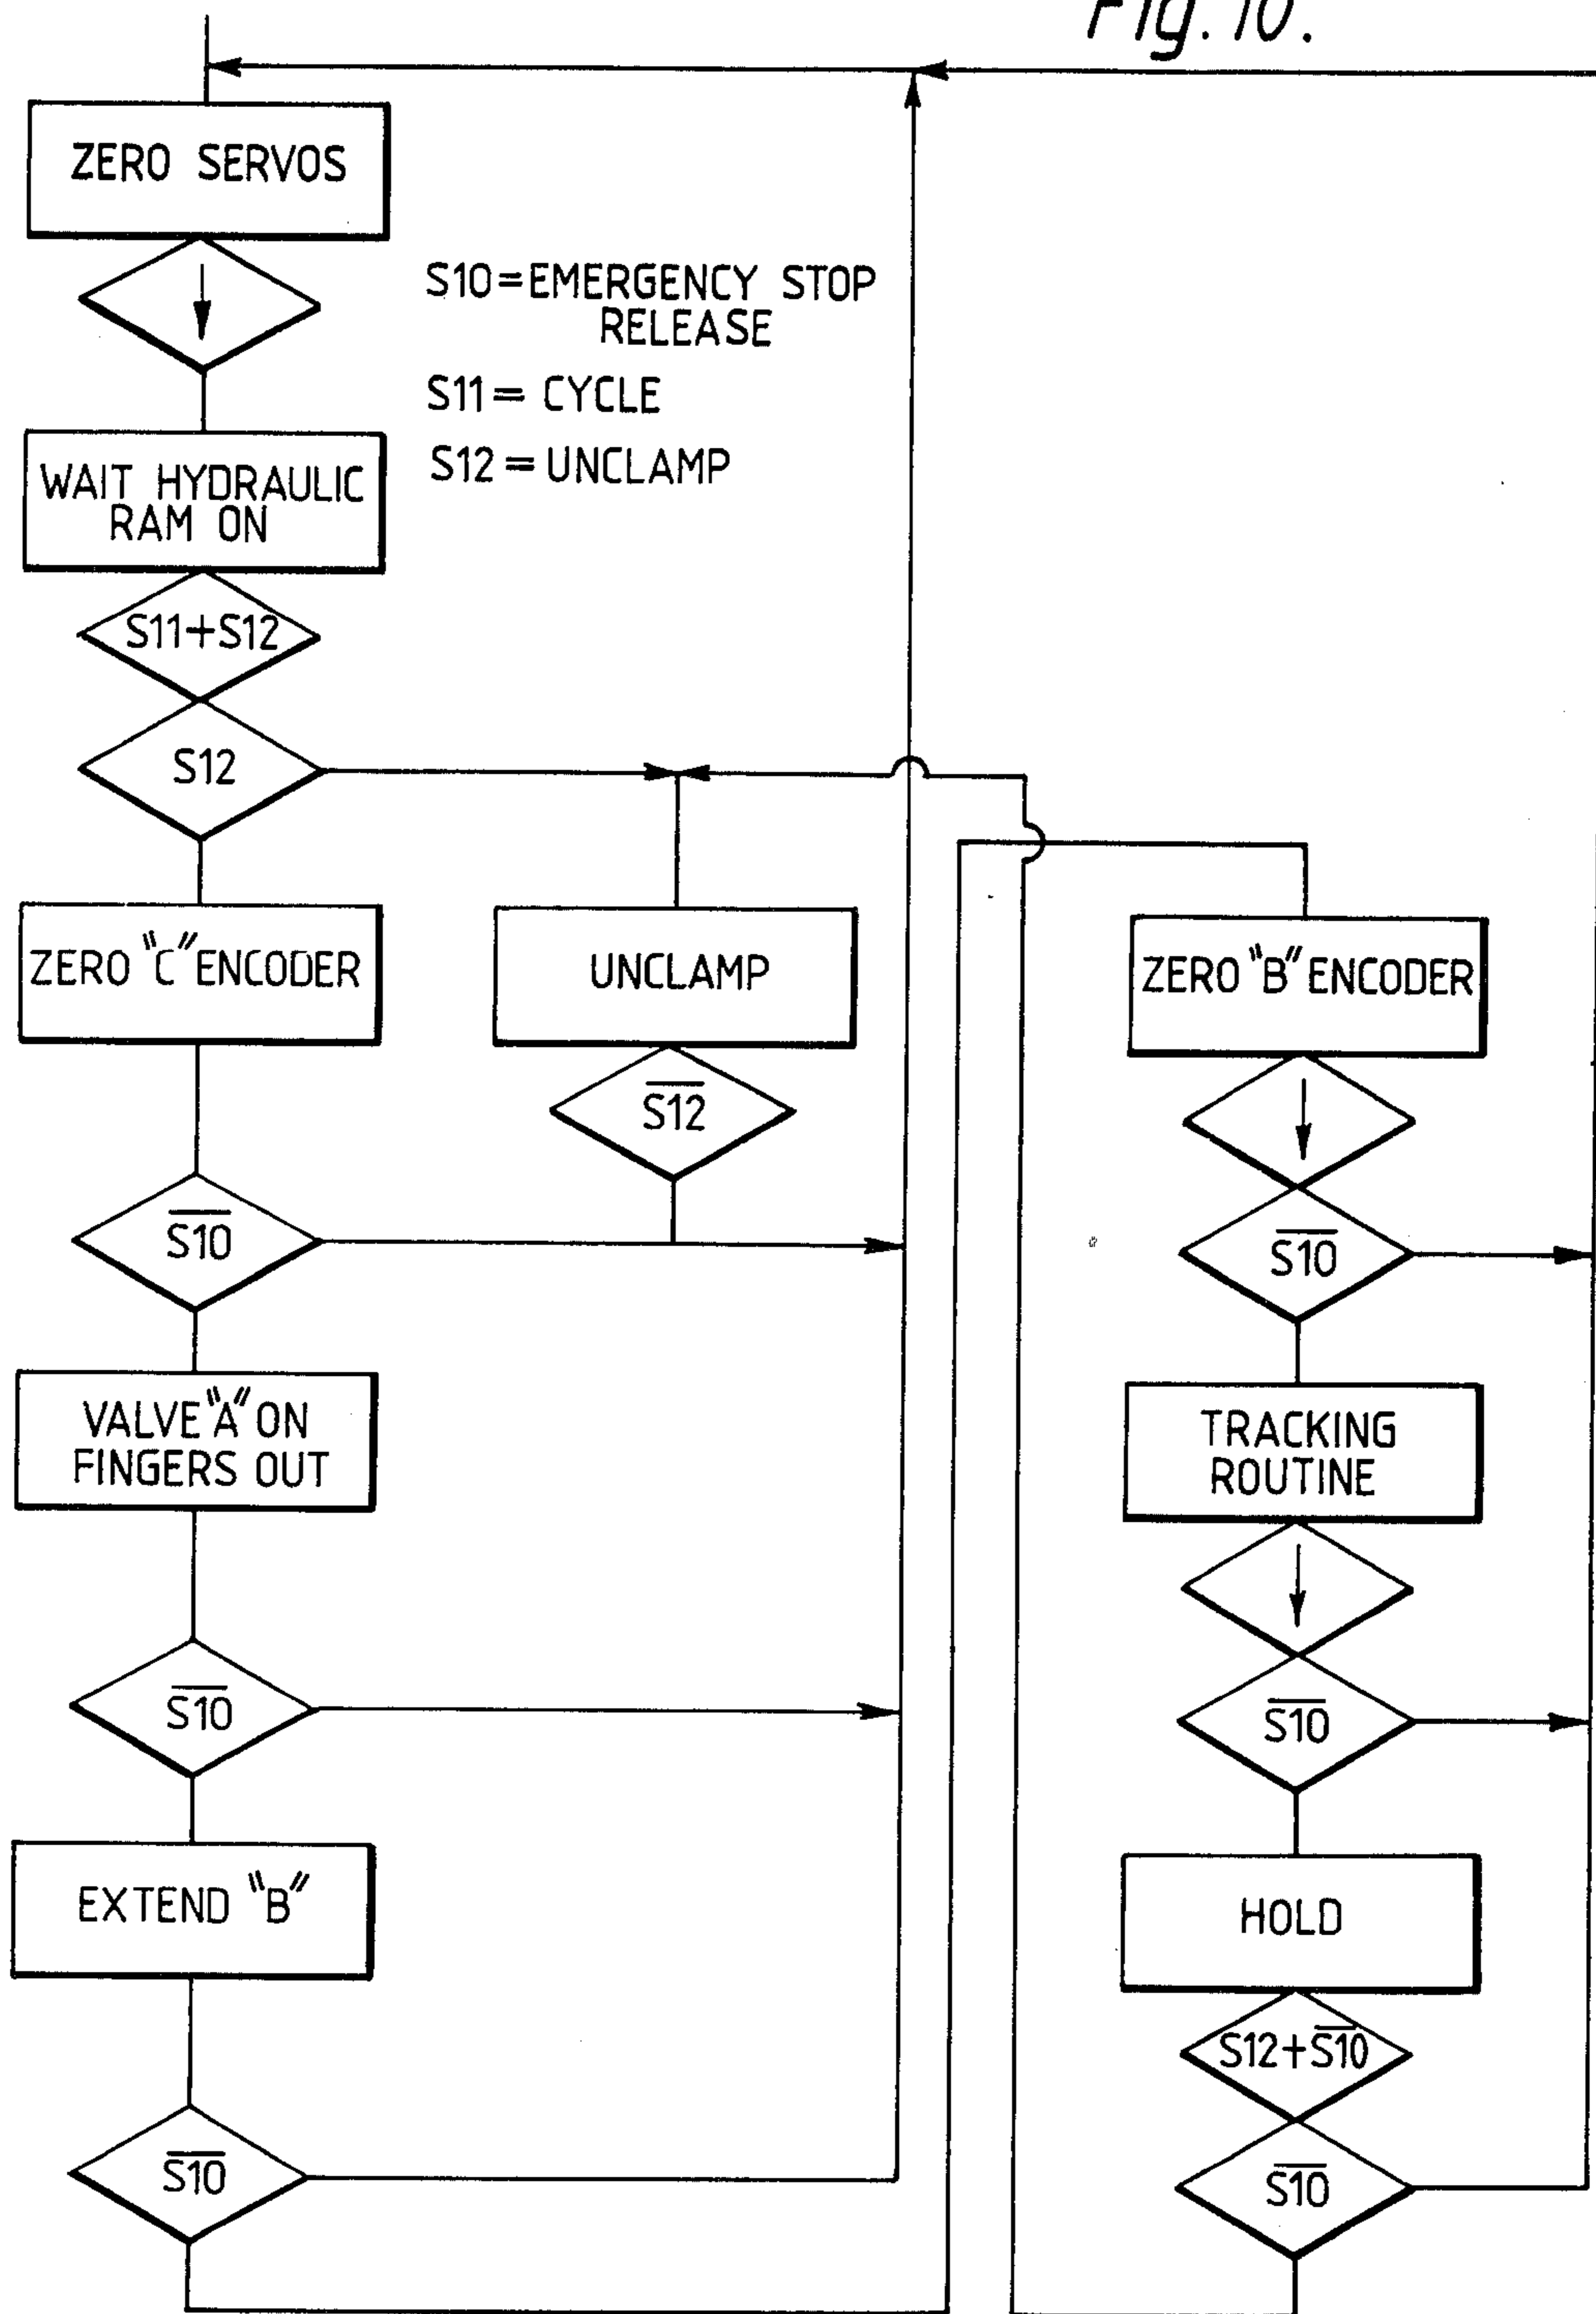 Fig. 10.
ZERO SERVOS
S10=EMERGENCY STOP
RELEASE
S11= CYCLE
S12= UNCLAMP
WAIT HYDRAULIC
RAM ON
S11+S12
S12
ZERO "C" ENCODER
UNCLAMP
S̅1̅2̅
S̅1̅0̅
VALVE "A" ON
FINGERS OUT
S̅1̅0̅
EXTEND "B"
S̅1̅0̅
ZERO "B" ENCODER
S̅1̅0̅
TRACKING
ROUTINE
S̅1̅0̅
HOLD
S12+S̅1̅0̅
S̅1̅0̅